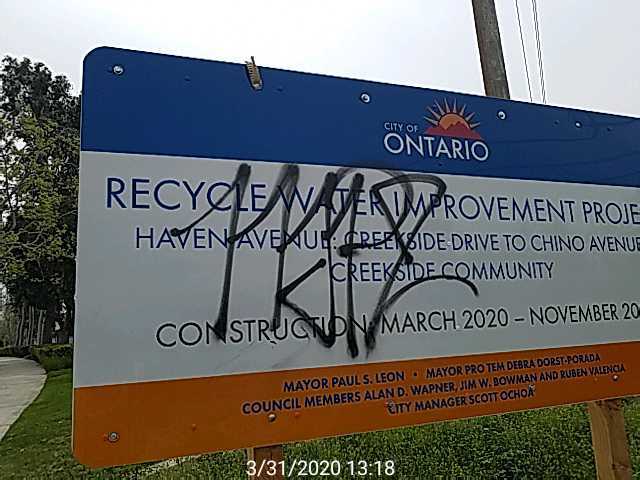 CITY OF
ONTARIO
RECYCLE WATER IMPROVEMENT PROJE
HAVEN AVENUE: CREEKSIDE DRIVE TO CHINO AVENUE
CREEKSIDE COMMUNITY
CONSTRUCTION: MARCH 2020 – NOVEMBER 20
MAYOR PAUL S. LEON • MAYOR PRO TEM DEBRA DORST-PORADA
COUNCIL MEMBERS ALAN D. WAPNER, JIM W. BOWMAN AND RUBEN VALENCIA
CITY MANAGER SCOTT OCHOA
3/31/2020 13:18